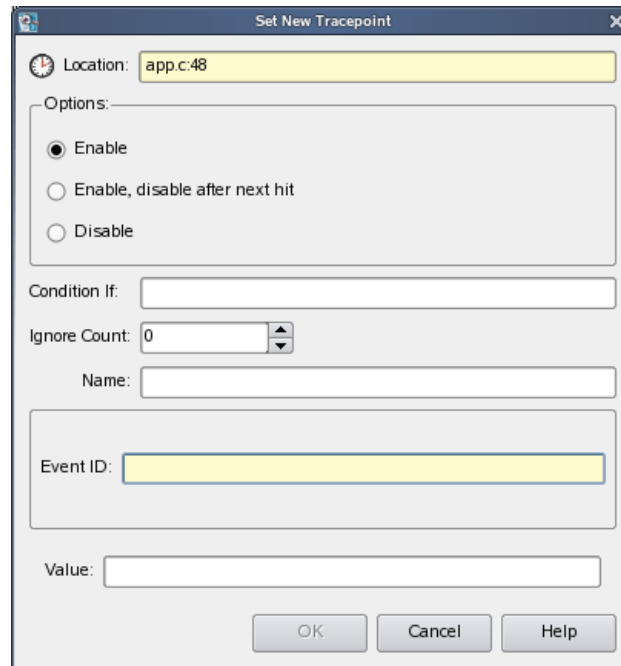 Set New Tracepoint
Location: app.c:48
Options:
Enable
Enable, disable after next hit
Disable
Condition If:
Ignore Count: 0
Name:
Event ID:
Value:
OK Cancel Help